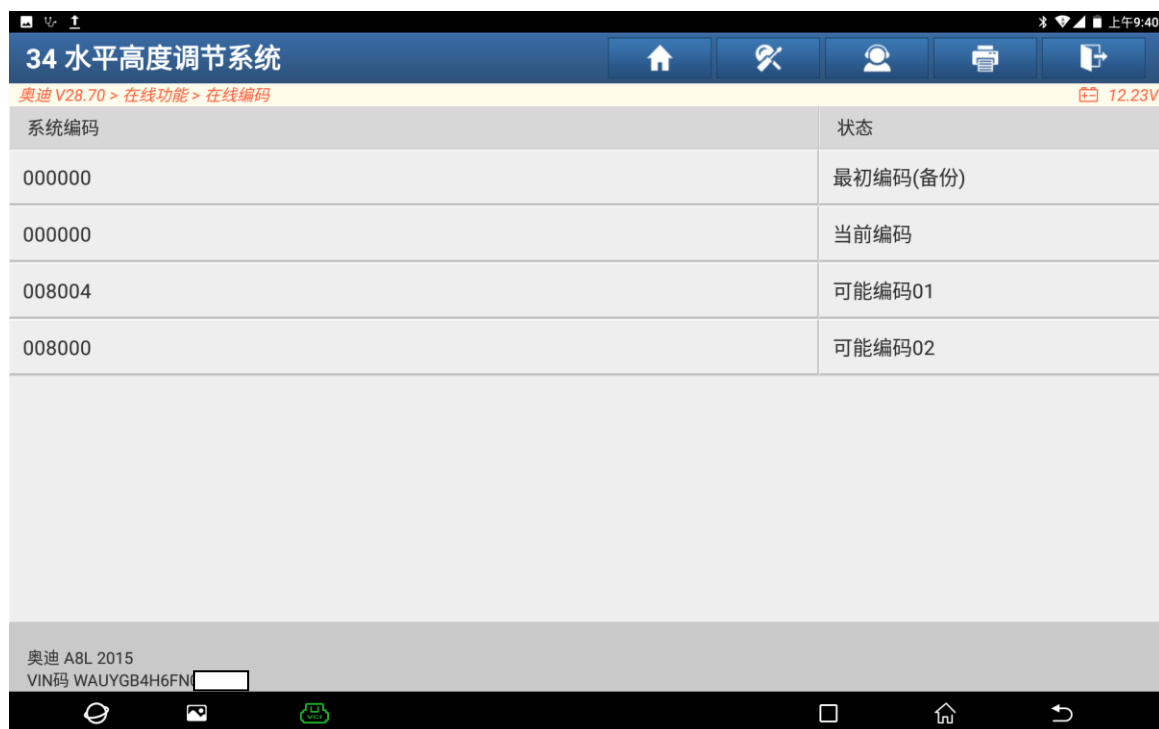 上午9:40
34 水平高度调节系统
奥迪 V28.70 > 在线功能 > 在线编码 12.23V
系统编码 状态
000000 最初编码(备份)
000000 当前编码
008004 可能编码01
008000 可能编码02
奥迪 A8L 2015
VIN码 WAUYGB4H6FN
VCI